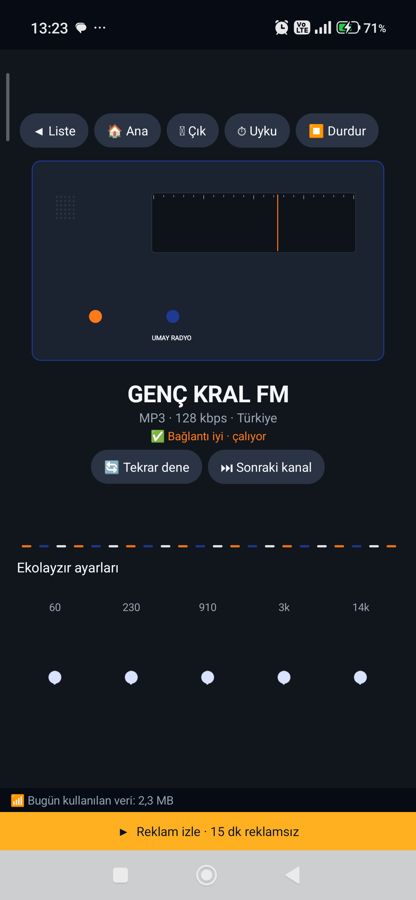 13:23 ··· Vo LTE 71%
◄ Liste 🏠 Ana Çık ⏱ Uyku ⏹ Durdur
UMAY RADYO
GENÇ KRAL FM
MP3 · 128 kbps · Türkiye
✅ Bağlantı iyi · çalıyor
🔄 Tekrar dene ⏭ Sonraki kanal
Ekolayzır ayarları
60 230 910 3k 14k
📶 Bugün kullanılan veri: 2,3 MB
► Reklam izle · 15 dk reklamsız